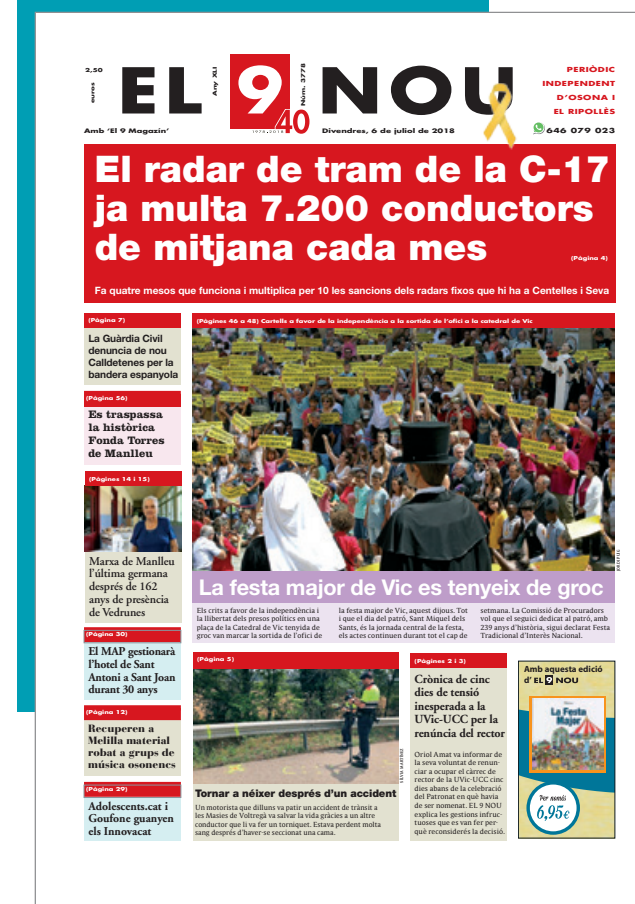 2,50
euros
EL 9 NOU
Any XLI
Núm. 3778
40
1978-2018
Amb ‘El 9 Magazín’
Divendres, 6 de juliol de 2018
PERIÒDIC
INDEPENDENT
D’OSONA I
EL RIPOLLÈS
646 079 023
El radar de tram de la C-17
ja multa 7.200 conductors
de mitjana cada mes
(Pàgina 4)
Fa quatre mesos que funciona i multiplica per 10 les sancions dels radars fixos que hi ha a Centelles i Seva
(Pàgina 7)
La Guàrdia Civil
denuncia de nou
Calldetenes per la
bandera espanyola
(Pàgina 56)
Es traspassa
la històrica
Fonda Torres
de Manlleu
(Pàgines 14 i 15)
Marxa de Manlleu
l’última germana
després de 162
anys de presència
de Vedrunes
(Pàgina 30)
El MAP gestionarà
l’hotel de Sant
Antoni a Sant Joan
durant 30 anys
(Pàgina 12)
Recuperen a
Melilla material
robat a grups de
música osonencs
(Pàgina 29)
Adolescents.cat i
Goufone guanyen
els Innovacat
(Pàgines 46 a 48) Cartells a favor de la independència a la sortida de l’ofici a la catedral de Vic
La festa major de Vic es tenyeix de groc
Els crits a favor de la independència i
la llibertat dels presos polítics en una
plaça de la Catedral de Vic tenyida de
groc van marcar la sortida de l’ofici de
la festa major de Vic, aquest dijous. Tot
i que el dia del patró, Sant Miquel dels
Sants, és la jornada central de la festa,
els actes continuen durant tot el cap de
setmana. La Comissió de Procuradors
vol que el seguici dedicat al patró, amb
239 anys d’història, sigui declarat Festa
Tradicional d’Interès Nacional.
(Pàgina 5)
Tornar a néixer després d’un accident
Un motorista que dilluns va patir un accident de trànsit a
les Masies de Voltregà va salvar la vida gràcies a un altre
conductor que li va fer un torniquet. Estava perdent molta
sang després d’haver-se seccionat una cama.
(Pàgines 2 i 3)
Crònica de cinc
dies de tensió
inesperada a la
UVic-UCC per la
renúncia del rector
Oriol Amat va informar de
la seva voluntat de renun-
ciar a ocupar el càrrec de
rector de la UVic-UCC cinc
dies abans de la celebració
del Patronat en què havia
de ser nomenat. EL 9 NOU
explica les gestions infruc-
tuoses que es van fer per-
què reconsiderés la decisió.
Amb aquesta edició
d’ EL 9 NOU
La Festa
Major
Per només
6,95€